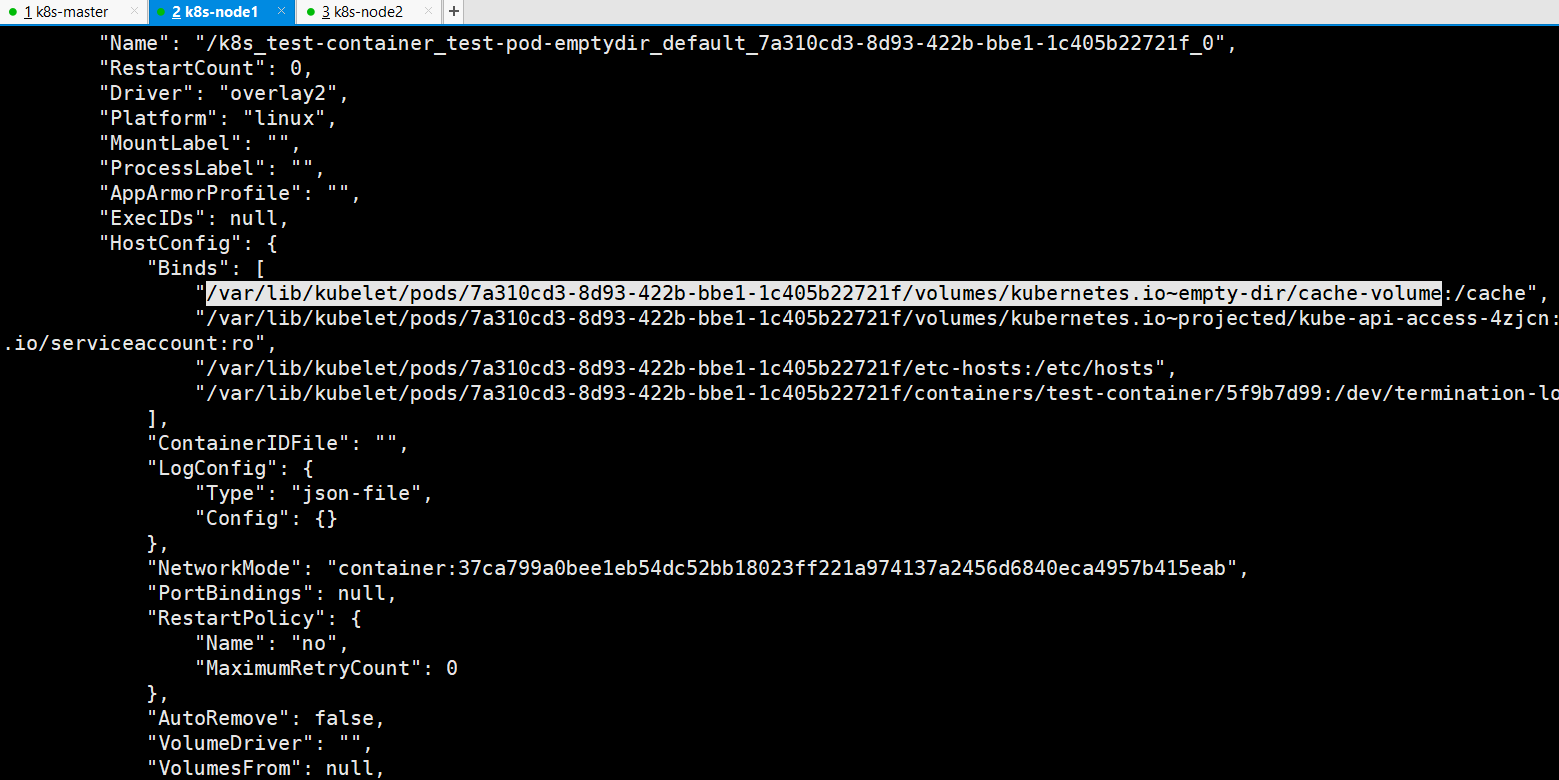 1 k8s-master × 2 k8s-node1 × 3 k8s-node2 × +
"Name": "/k8s_test-container_test-pod-emptydir_default_7a310cd3-8d93-422b-bbe1-1c405b22721f_0",
"RestartCount": 0,
"Driver": "overlay2",
"Platform": "linux",
"MountLabel": "",
"ProcessLabel": "",
"AppArmorProfile": "",
"ExecIDs": null,
"HostConfig": {
"Binds": [
"/var/lib/kubelet/pods/7a310cd3-8d93-422b-bbe1-1c405b22721f/volumes/kubernetes.io~empty-dir/cache-volume:/cache",
"/var/lib/kubelet/pods/7a310cd3-8d93-422b-bbe1-1c405b22721f/volumes/kubernetes.io~projected/kube-api-access-4zjcn:
.io/serviceaccount:ro",
"/var/lib/kubelet/pods/7a310cd3-8d93-422b-bbe1-1c405b22721f/etc-hosts:/etc/hosts",
"/var/lib/kubelet/pods/7a310cd3-8d93-422b-bbe1-1c405b22721f/containers/test-container/5f9b7d99:/dev/termination-lo
],
"ContainerIDFile": "",
"LogConfig": {
"Type": "json-file",
"Config": {}
},
"NetworkMode": "container:37ca799a0bee1eb54dc52bb18023ff221a974137a2456d6840eca4957b415eab",
"PortBindings": null,
"RestartPolicy": {
"Name": "no",
"MaximumRetryCount": 0
},
"AutoRemove": false,
"VolumeDriver": "",
"VolumesFrom": null,